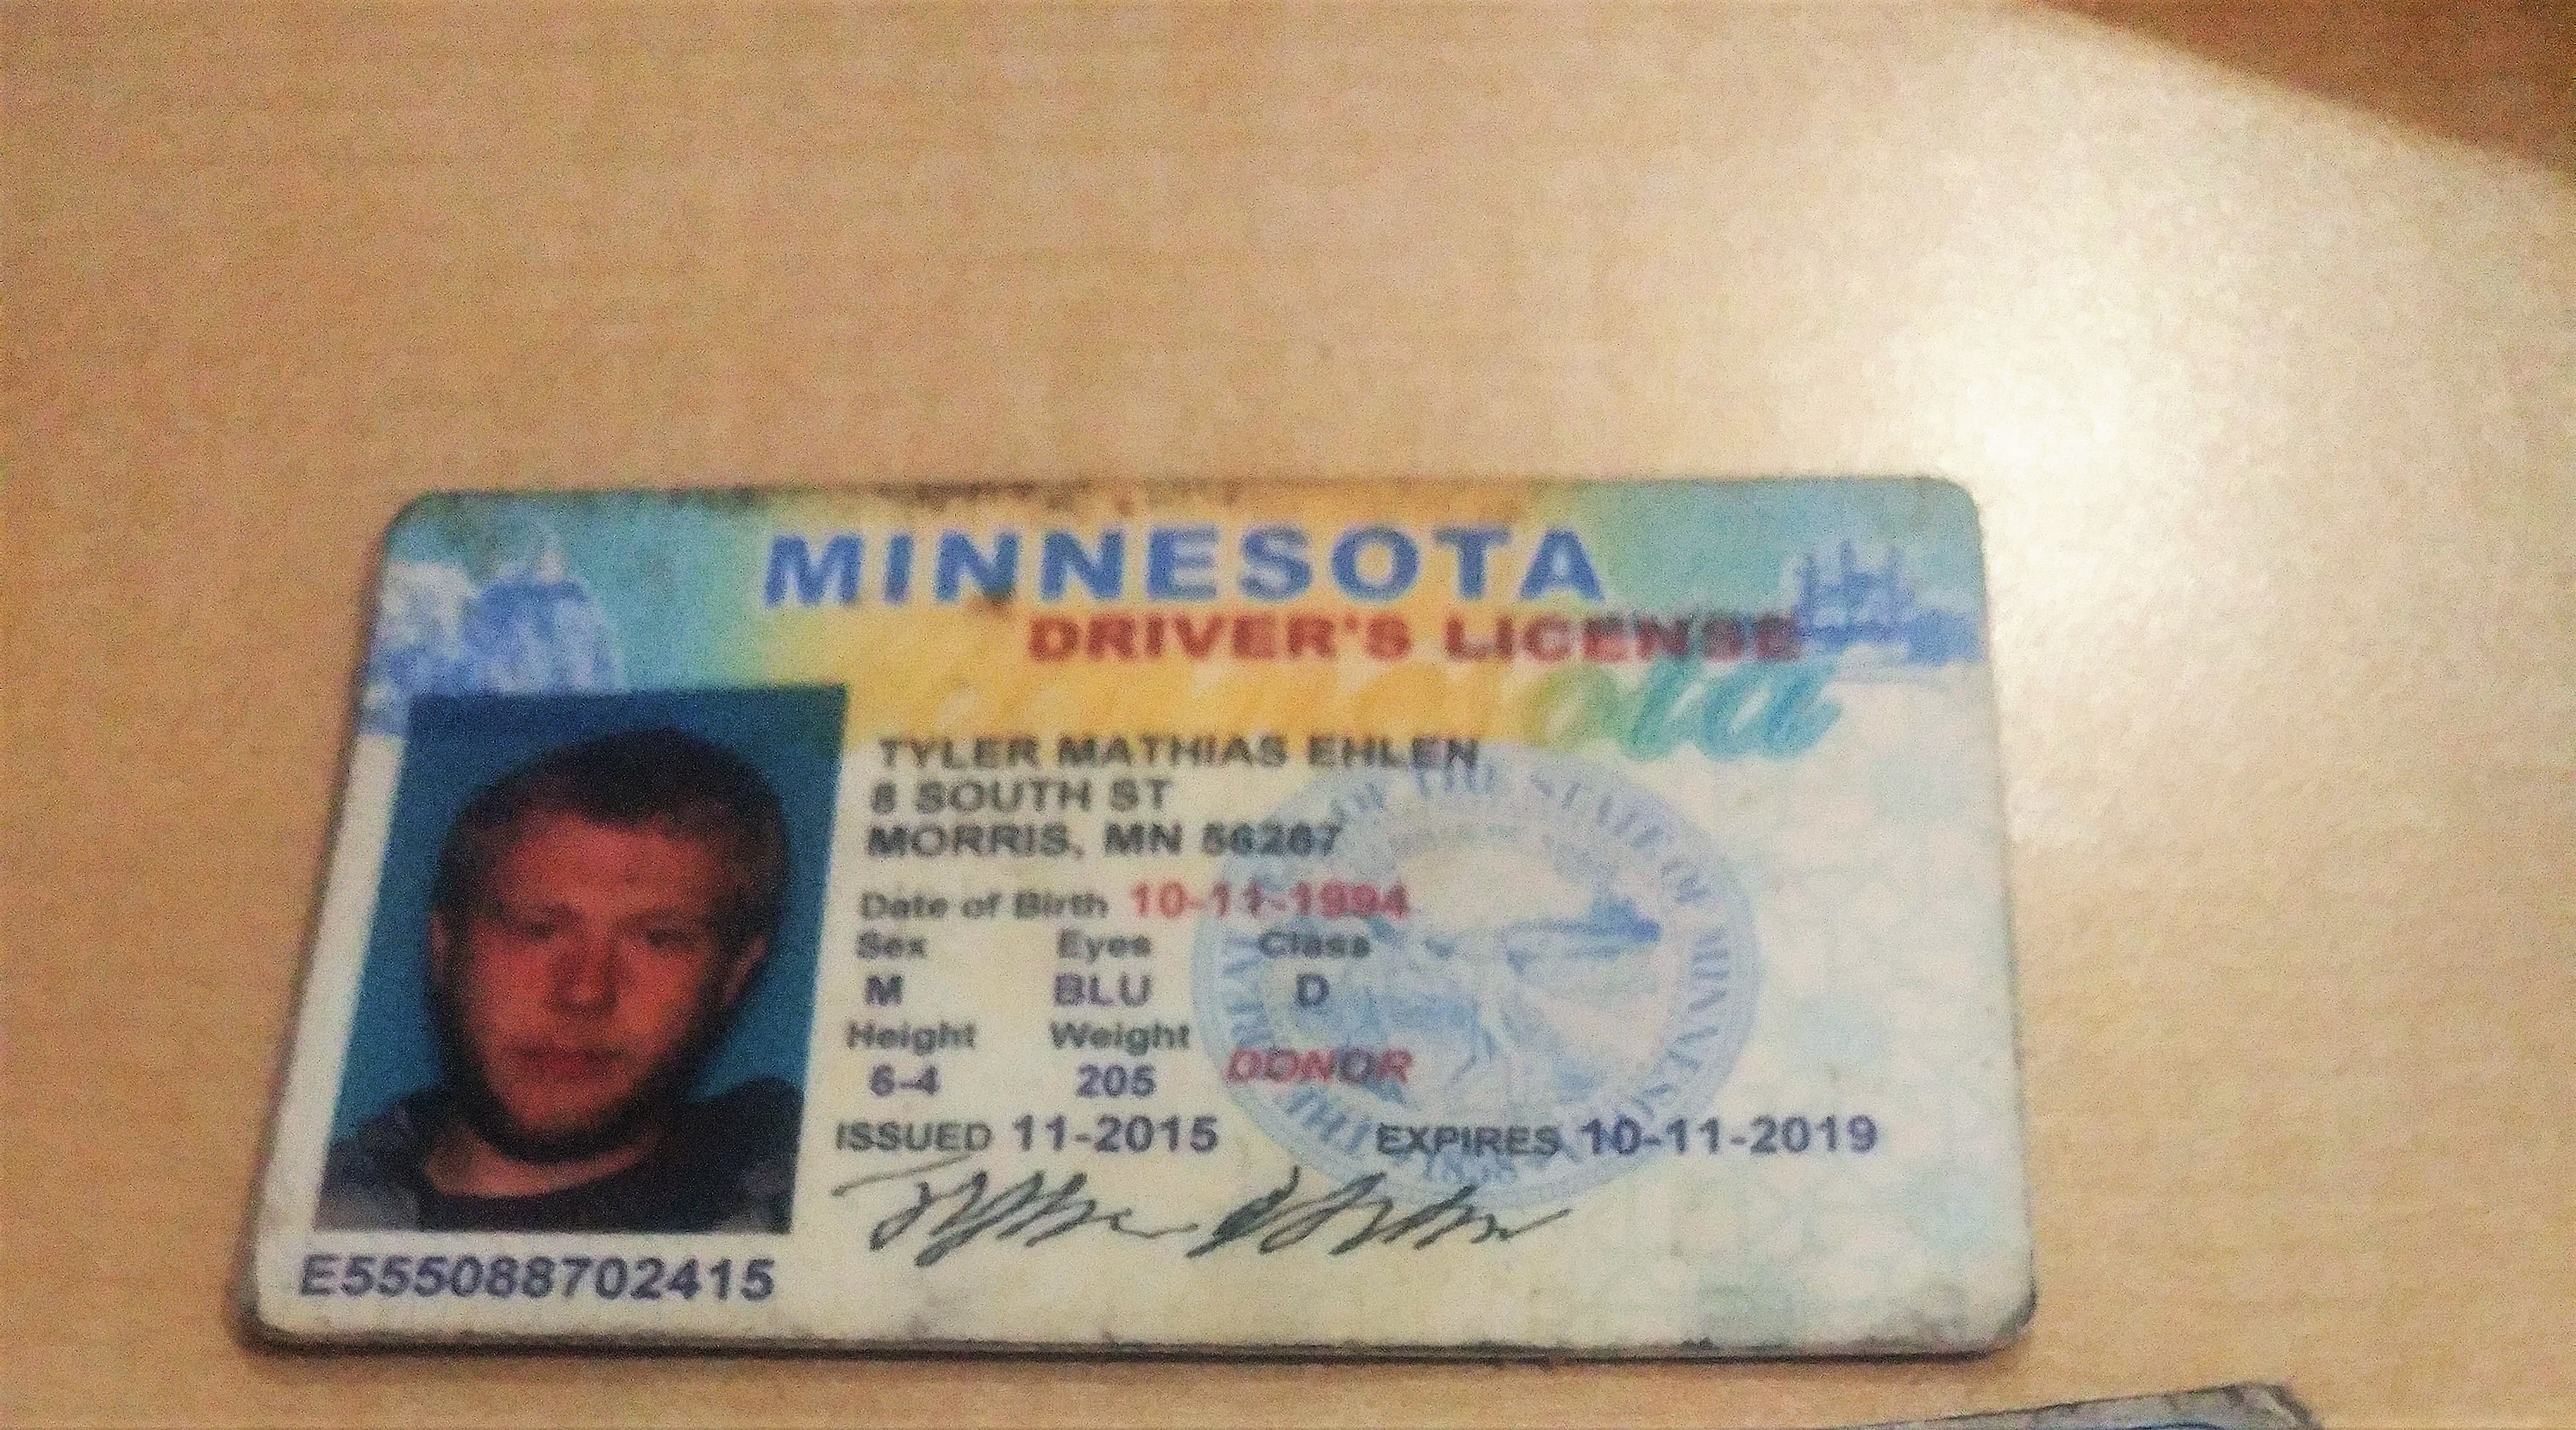 MINNESOTA
DRIVER'S LICENSE
TYLER MATHIAS EHLEN
8 SOUTH ST
MORRIS, MN 56267
Date of Birth 10-11-1994
Sex Eyes Class
M BLU D
Height Weight
6-4 205 DONOR
ISSUED 11-2015 EXPIRES 10-11-2019
E555088702415